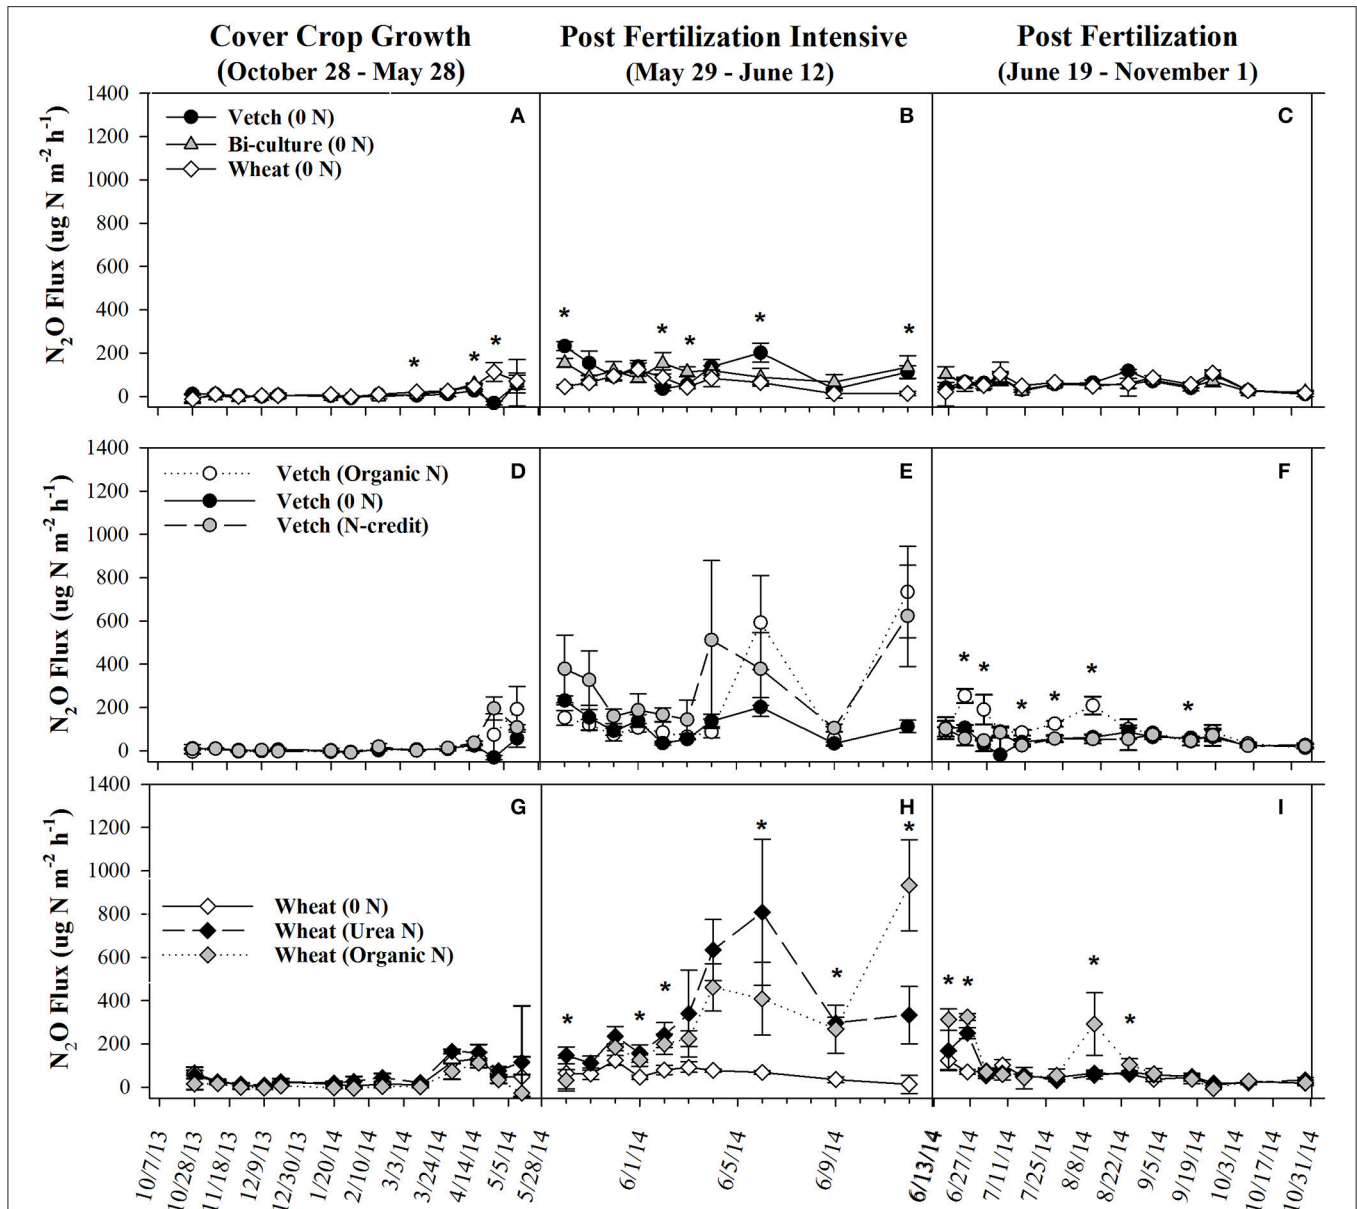 Cover Crop Growth
(October 28 - May 28)
Post Fertilization Intensive
(May 29 - June 12)
Post Fertilization
(June 19 - November 1)
N2O Flux (ug N m-2 h-1)
1400
1200
1000
800
600
400
200
0
Vetch (0 N)
Bi-culture (0 N)
Wheat (0 N)
A
* * *
B
* * * * *
C
N2O Flux (ug N m-2 h-1)
1400
1200
1000
800
600
400
200
0
Vetch (Organic N)
Vetch (0 N)
Vetch (N-credit)
D
E
F
* * * * * *
N2O Flux (ug N m-2 h-1)
1400
1200
1000
800
600
400
200
0
Wheat (0 N)
Wheat (Urea N)
Wheat (Organic N)
G
H
* * * * * *
I
* * * *
10/7/13
10/28/13
11/18/13
12/9/13
12/30/13
1/20/14
2/10/14
3/3/14
3/24/14
4/14/14
5/5/14
5/28/14
6/1/14
6/5/14
6/9/14
6/13/14
6/27/14
7/11/14
7/25/14
8/8/14
8/22/14
9/5/14
9/19/14
10/3/14
10/17/14
10/31/14